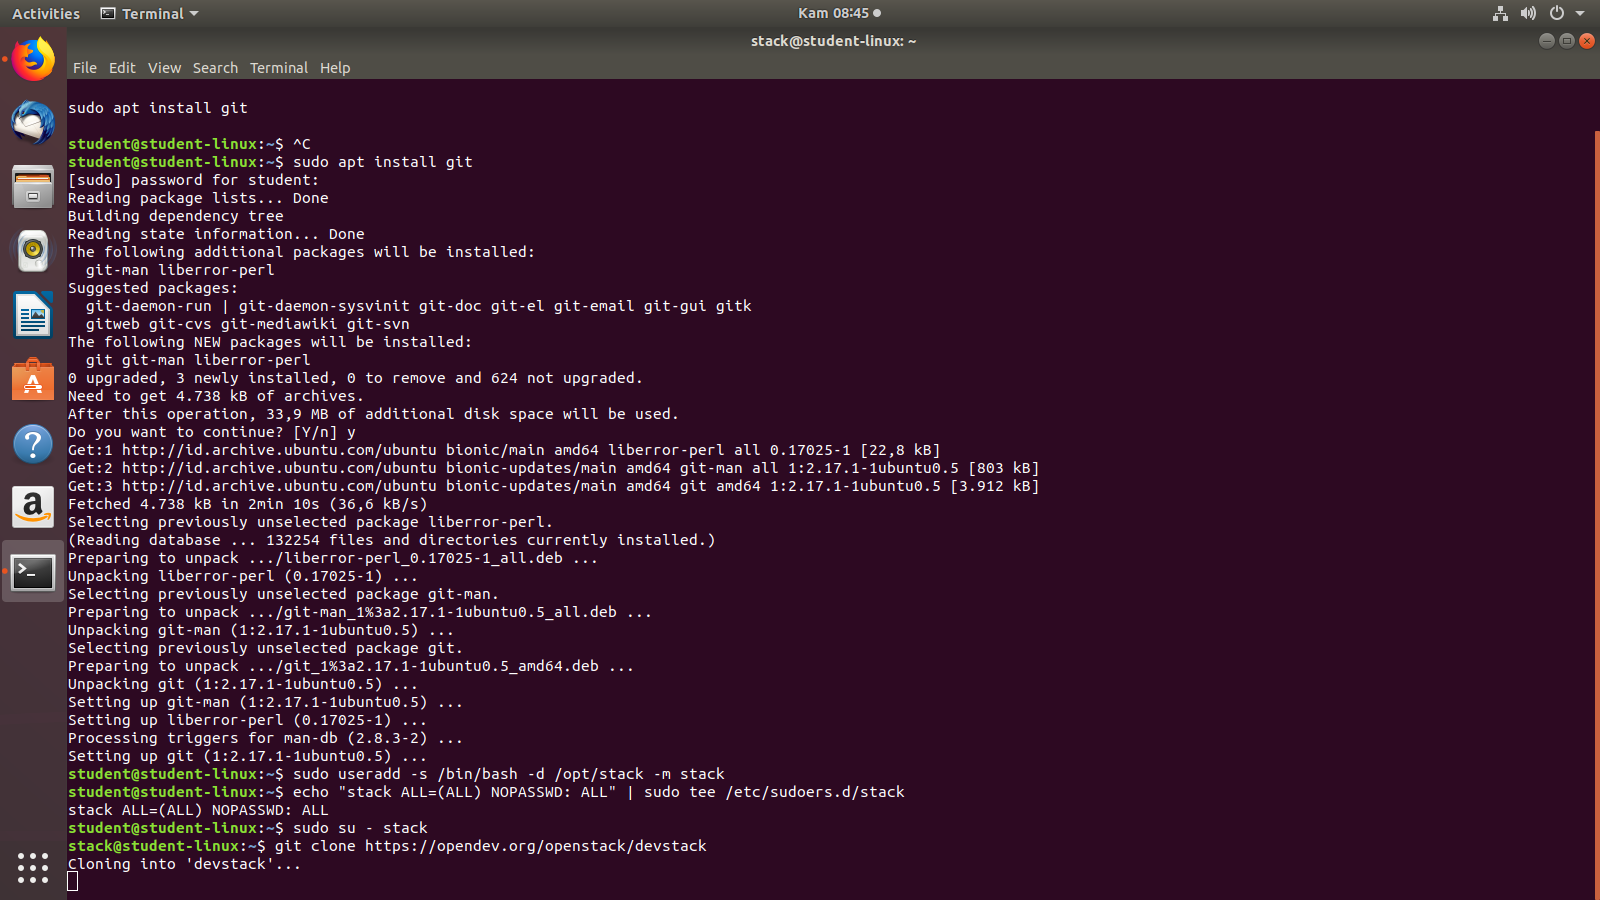 Activities Terminal Kam 08:45
stack@student-linux: ~
File Edit View Search Terminal Help
sudo apt install git
student@student-linux:~$ ^C
student@student-linux:~$ sudo apt install git
[sudo] password for student:
Reading package lists... Done
Building dependency tree
Reading state information... Done
The following additional packages will be installed:
  git-man liberror-perl
Suggested packages:
  git-daemon-run | git-daemon-sysvinit git-doc git-el git-email git-gui gitk
  gitweb git-cvs git-mediawiki git-svn
The following NEW packages will be installed:
  git git-man liberror-perl
0 upgraded, 3 newly installed, 0 to remove and 624 not upgraded.
Need to get 4.738 kB of archives.
After this operation, 33,9 MB of additional disk space will be used.
Do you want to continue? [Y/n] y
Get:1 http://id.archive.ubuntu.com/ubuntu bionic/main amd64 liberror-perl all 0.17025-1 [22,8 kB]
Get:2 http://id.archive.ubuntu.com/ubuntu bionic-updates/main amd64 git-man all 1:2.17.1-1ubuntu0.5 [803 kB]
Get:3 http://id.archive.ubuntu.com/ubuntu bionic-updates/main amd64 git amd64 1:2.17.1-1ubuntu0.5 [3.912 kB]
Fetched 4.738 kB in 2min 10s (36,6 kB/s)
Selecting previously unselected package liberror-perl.
(Reading database ... 132254 files and directories currently installed.)
Preparing to unpack .../liberror-perl_0.17025-1_all.deb ...
Unpacking liberror-perl (0.17025-1) ...
Selecting previously unselected package git-man.
Preparing to unpack .../git-man_1%3a2.17.1-1ubuntu0.5_all.deb ...
Unpacking git-man (1:2.17.1-1ubuntu0.5) ...
Selecting previously unselected package git.
Preparing to unpack .../git_1%3a2.17.1-1ubuntu0.5_amd64.deb ...
Unpacking git (1:2.17.1-1ubuntu0.5) ...
Setting up git-man (1:2.17.1-1ubuntu0.5) ...
Setting up liberror-perl (0.17025-1) ...
Processing triggers for man-db (2.8.3-2) ...
Setting up git (1:2.17.1-1ubuntu0.5) ...
student@student-linux:~$ sudo useradd -s /bin/bash -d /opt/stack -m stack
student@student-linux:~$ echo "stack ALL=(ALL) NOPASSWD: ALL" | sudo tee /etc/sudoers.d/stack
stack ALL=(ALL) NOPASSWD: ALL
student@student-linux:~$ sudo su - stack
stack@student-linux:~$ git clone https://opendev.org/openstack/devstack
Cloning into 'devstack'...